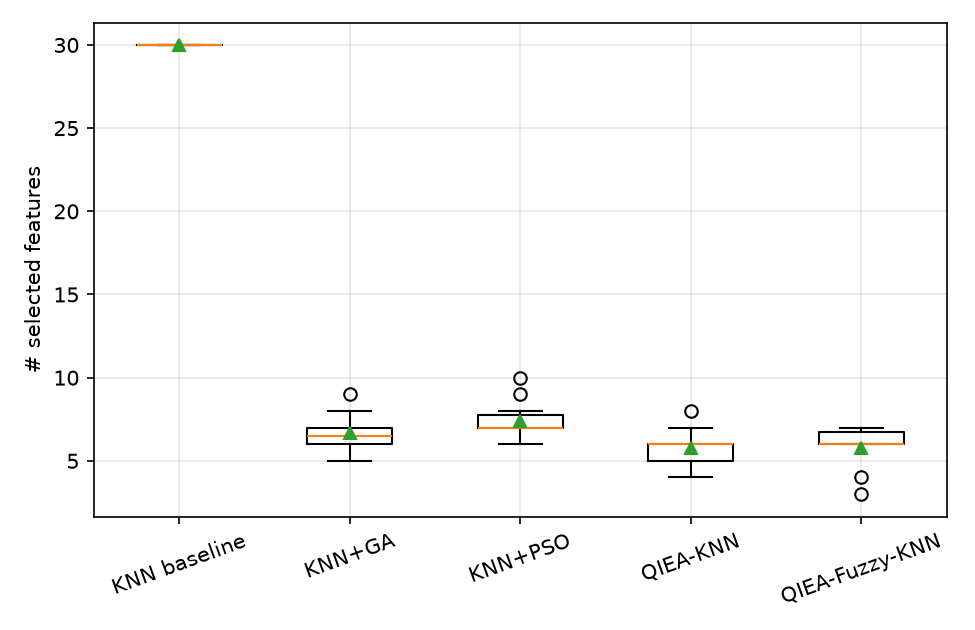 # selected features
30
25
20
15
10
5
KNN baseline
KNN+GA
KNN+PSO
QIEA-KNN
QIEA-Fuzzy-KNN